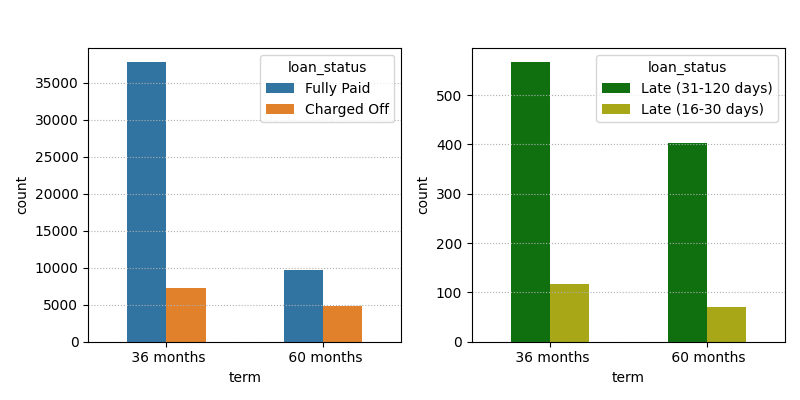 loan_status
Fully Paid
Charged Off
35000
30000
25000
20000
15000
10000
5000
0
count
36 months
60 months
term
loan_status
Late (31-120 days)
Late (16-30 days)
500
400
300
200
100
0
count
36 months
60 months
term